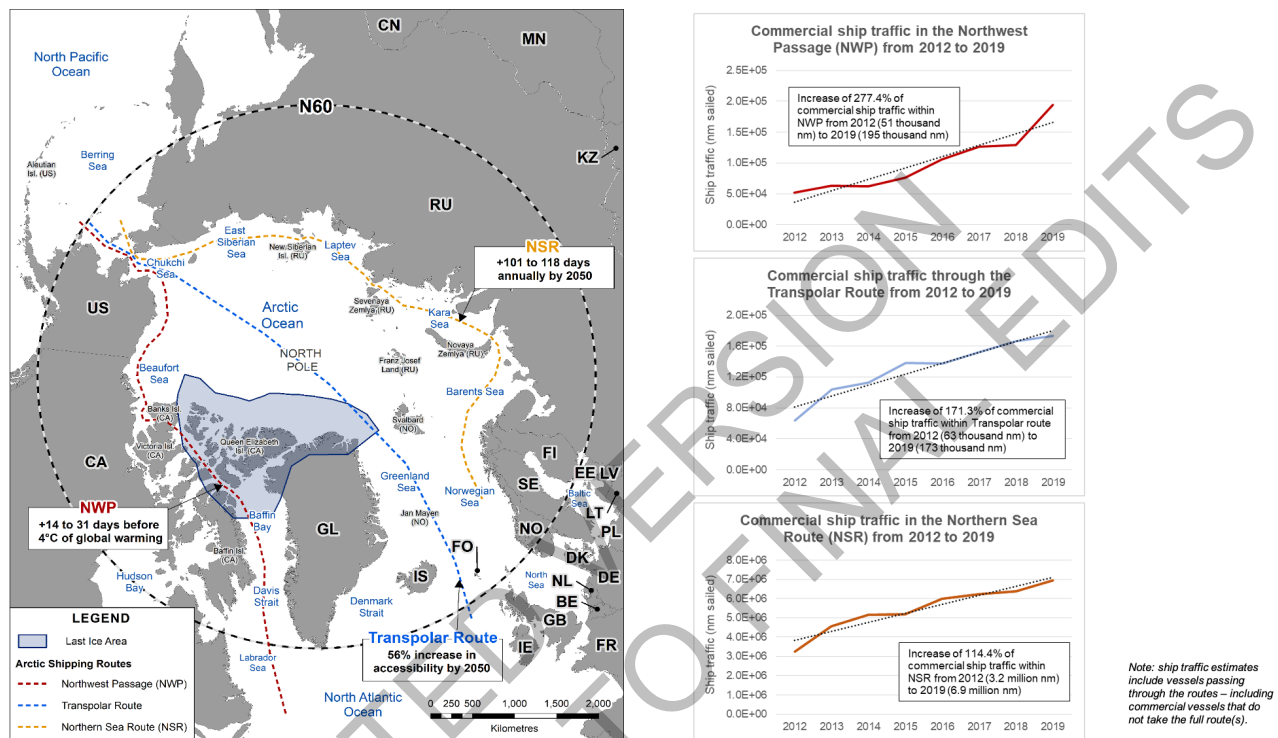 CN
MN
North Pacific
Ocean
N60
KZ
Berring
Sea
Aleutian
Isl. (US)
RU
East
Siberian
Sea
New Siberian
Isl. (RU)
Laptev
Sea
NSR
+101 to 118 days
annually by 2050
Chukchi
Sea
US
Arctic
Ocean
Severnaya
Zemlya (RU)
Kara
Sea
NORTH
POLE
Novaya
Zemlya (RU)
Franz Josef
Land (RU)
Beaufort
Sea
Barents Sea
Banks Isl.
(CA)
Svalbard
(NO)
Victoria Isl.
(CA)
Queen Elizabeth
Isl. (CA)
CA
Greenland
Sea
Norwegian
Sea
FI
SE
EE
LV
Baltic
Sea
LT
PL
NWP
+14 to 31 days before
4°C of global warming
Baffin
Bay
Jan Mayen
(NO)
GL
NO
Baffin Isl.
(CA)
FO
DK
Hudson
Bay
IS
North
Sea
NL
DE
BE
Davis
Strait
Denmark
Strait
GB
IE
FR
Transpolar Route
56% increase in
accessibility by 2050
Labrador
Sea
North Atlantic
Ocean
0
500
1,000
1,500
2,000
Kilometres
LEGEND
Last Ice Area
Arctic Shipping Routes
Northwest Passage (NWP)
Transpolar Route
Northern Sea Route (NSR)
Commercial ship traffic in the Northwest
Passage (NWP) from 2012 to 2019
Ship traffic (nm sailed)
2.5E+05
2.0E+05
1.5E+05
1.0E+05
5.0E+04
0.0E+00
Increase of 277.4% of
commercial ship traffic within
NWP from 2012 (51 thousand
nm) to 2019 (195 thousand nm)
2012 2013 2014 2015 2016 2017 2018 2019
Commercial ship traffic through the
Transpolar Route from 2012 to 2019
Ship traffic (nm sailed)
2.0E+05
1.6E+05
1.2E+05
8.0E+04
4.0E+04
0.0E+00
Increase of 171.3% of commercial
ship traffic within Transpolar route
from 2012 (63 thousand nm) to
2019 (173 thousand nm)
2012 2013 2014 2015 2016 2017 2018 2019
Commercial ship traffic in the Northern Sea
Route (NSR) from 2012 to 2019
Ship traffic (nm sailed)
8.0E+06
7.0E+06
6.0E+06
5.0E+06
4.0E+06
3.0E+06
2.0E+06
1.0E+06
0.0E+00
Increase of 114.4% of
commercial ship traffic within
NSR from 2012 (3.2 million nm)
to 2019 (6.9 million nm)
2012 2013 2014 2015 2016 2017 2018 2019
Note: ship traffic estimates
include vessels passing
through the routes – including
commercial vessels that do
not take the full route(s).
VERSION
TO FINAL EDITS